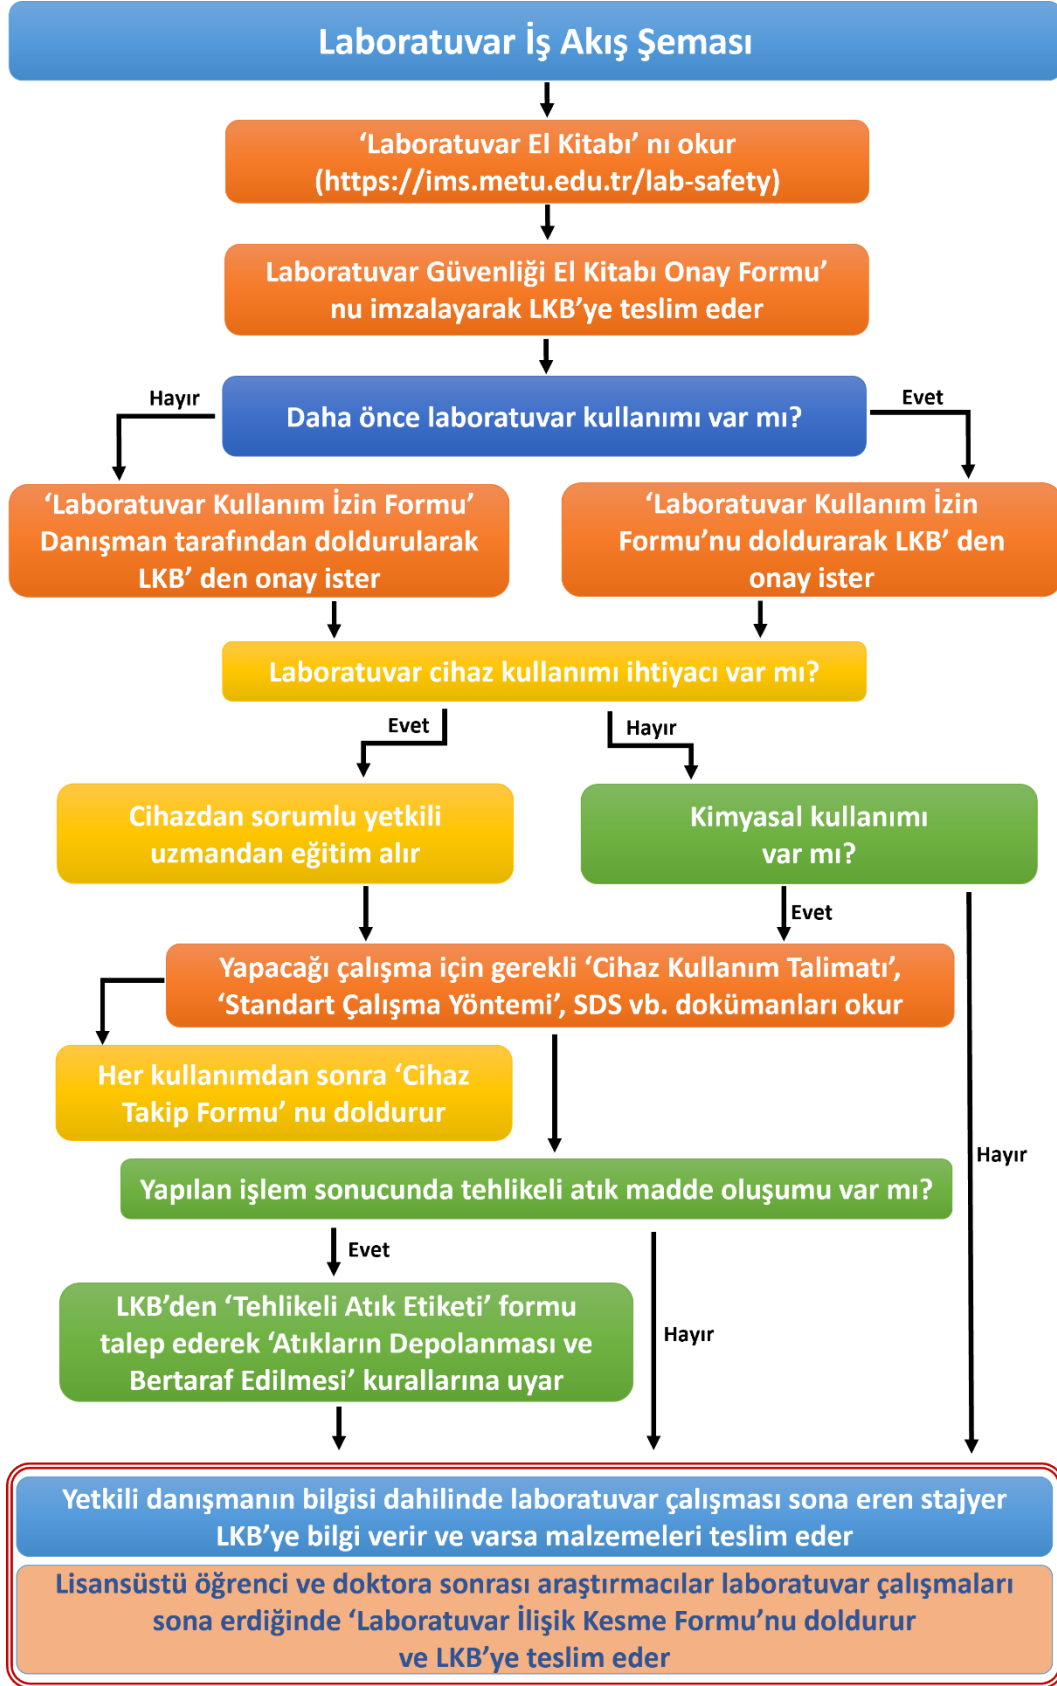 Laboratuvar İş Akış Şeması
‘Laboratuvar El Kitabı’ nı okur
(https://ims.metu.edu.tr/lab-safety)
Laboratuvar Güvenliği El Kitabı Onay Formu’
nu imzalayarak LKB’ye teslim eder
Hayır
Evet
Daha önce laboratuvar kullanımı var mı?
‘Laboratuvar Kullanım İzin Formu’
Danışman tarafından doldurularak
LKB’ den onay ister
‘Laboratuvar Kullanım İzin
Formu’nu doldurarak LKB’ den
onay ister
Laboratuvar cihaz kullanımı ihtiyacı var mı?
Evet
Hayır
Cihazdan sorumlu yetkili
uzmandan eğitim alır
Kimyasal kullanımı
var mı?
Evet
Yapacağı çalışma için gerekli ‘Cihaz Kullanım Talimatı’,
‘Standart Çalışma Yöntemi’, SDS vb. dokümanları okur
Her kullanımdan sonra ‘Cihaz
Takip Formu’ nu doldurur
Hayır
Yapılan işlem sonucunda tehlikeli atık madde oluşumu var mı?
Evet
LKB’den ‘Tehlikeli Atık Etiketi’ formu
talep ederek ‘Atıkların Depolanması ve
Bertaraf Edilmesi’ kurallarına uyar
Hayır
Yetkili danışmanın bilgisi dahilinde laboratuvar çalışması sona eren stajyer
LKB’ye bilgi verir ve varsa malzemeleri teslim eder
Lisansüstü öğrenci ve doktora sonrası araştırmacılar laboratuvar çalışmaları
sona erdiğinde ‘Laboratuvar İlişik Kesme Formu’nu doldurur
ve LKB’ye teslim eder